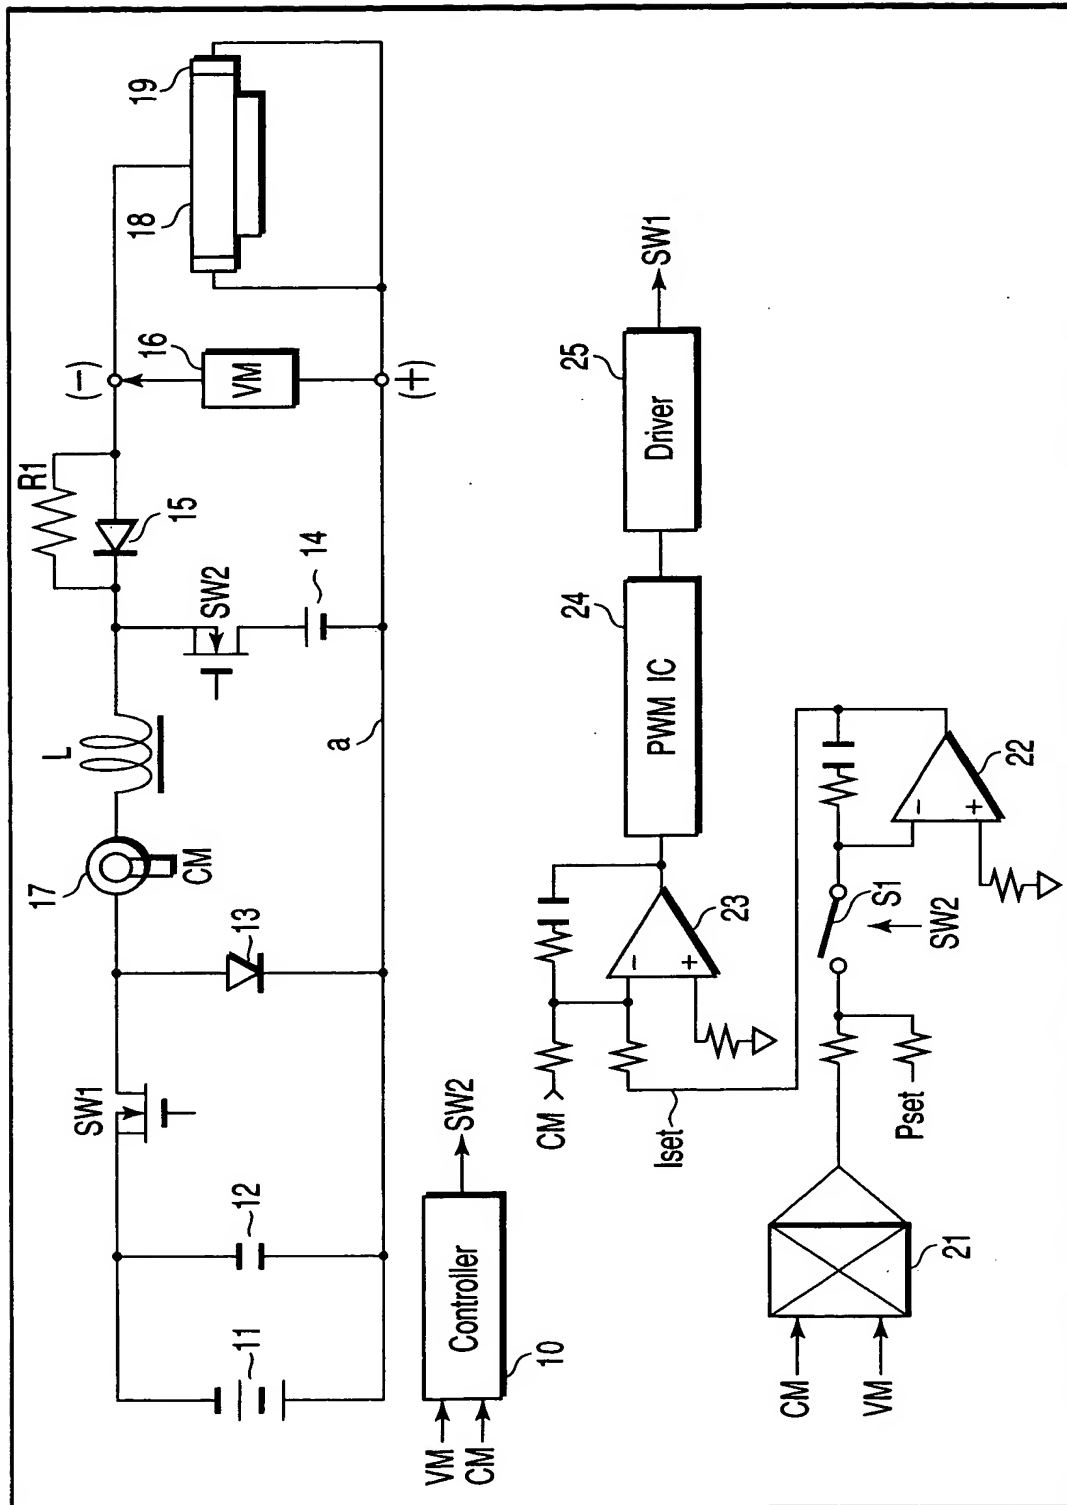 19
18
(-)
16
VM
(+)
R1
15
14
SW2
L
a
17
CM
13
SW1
12
11
SW2
Controller
10
VM
CM
SW1
25
Driver
24
PWM IC
23
-
+
CM
Iset
22
-
+
S1
SW2
Pset
21
CM
VM